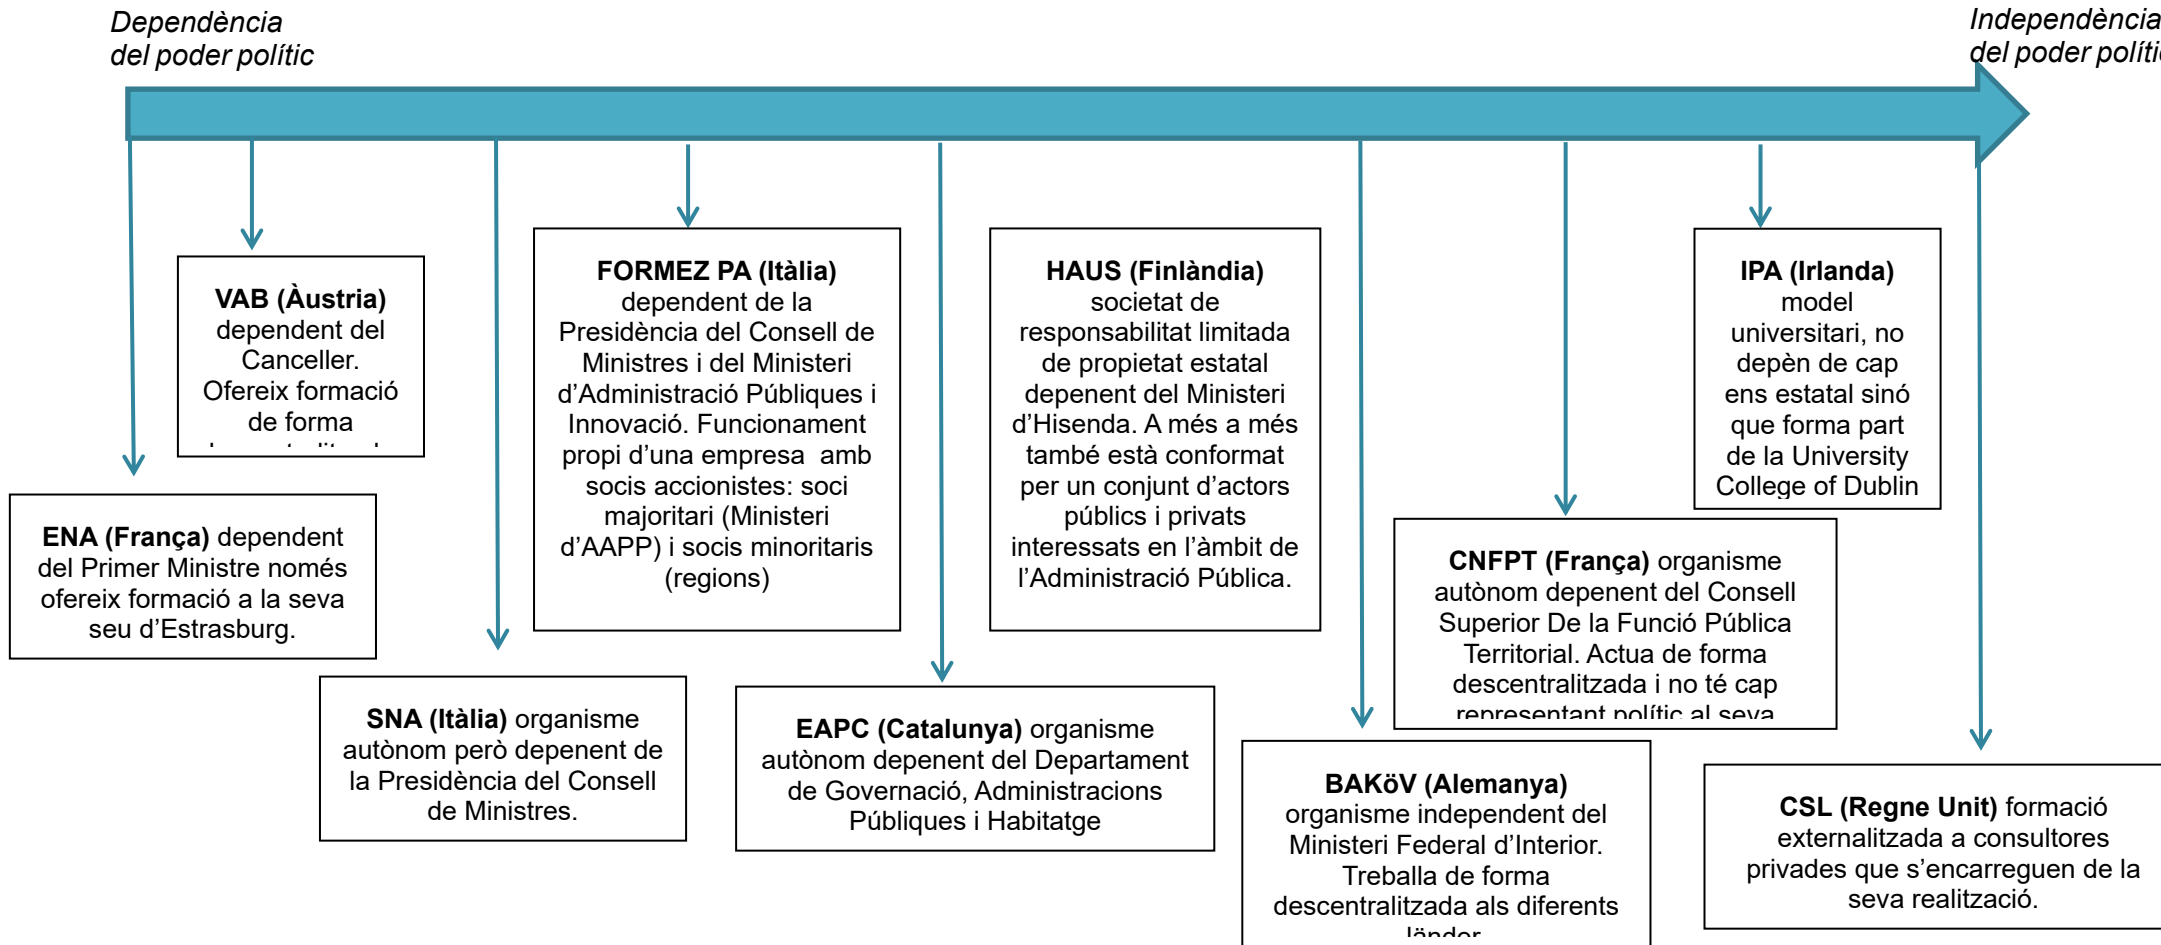 Dependència
del poder polític
Independència
del poder polític
VAB (Àustria)
dependent del
Canceller.
Ofereix formació
de forma
FORMEZ PA (Itàlia)
dependent de la
Presidència del Consell de
Ministres i del Ministeri
d’Administració Públiques i
Innovació. Funcionament
propi d’una empresa  amb
socis accionistes: soci
majoritari (Ministeri
d’AAPP) i socis minoritaris
(regions)
HAUS (Finlàndia)
societat de
responsabilitat limitada
de propietat estatal
depenent del Ministeri
d’Hisenda. A més a més
també està conformat
per un conjunt d’actors
públics i privats
interessats en l’àmbit de
l’Administració Pública.
IPA (Irlanda)
model
universitari, no
depèn de cap
ens estatal sinó
que forma part
de la University
College of Dublin
ENA (França) dependent
del Primer Ministre només
ofereix formació a la seva
seu d’Estrasburg.
CNFPT (França) organisme
autònom depenent del Consell
Superior De la Funció Pública
Territorial. Actua de forma
descentralitzada i no té cap
representant polític al seva
SNA (Itàlia) organisme
autònom però depenent de
la Presidència del Consell
de Ministres.
EAPC (Catalunya) organisme
autònom depenent del Departament
de Governació, Administracions
Públiques i Habitatge
BAKöV (Alemanya)
organisme independent del
Ministeri Federal d’Interior.
Treballa de forma
descentralitzada als diferents
länder
CSL (Regne Unit) formació
externalitzada a consultores
privades que s’encarreguen de la
seva realització.